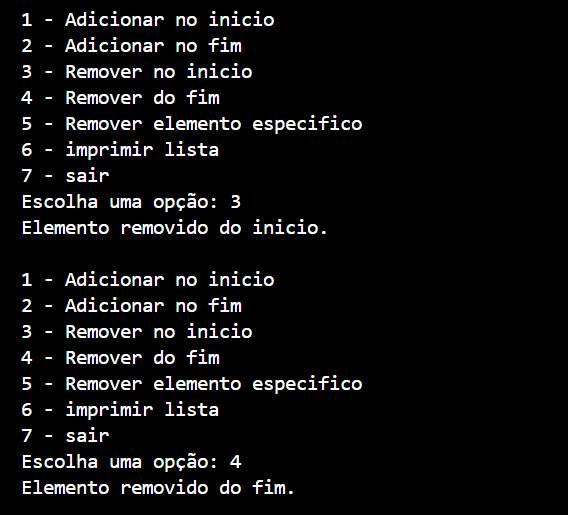 1 - Adicionar no inicio
2 - Adicionar no fim
3 - Remover no inicio
4 - Remover do fim
5 - Remover elemento especifico
6 - imprimir lista
7 - sair
Escolha uma opção: 3
Elemento removido do inicio.
1 - Adicionar no inicio
2 - Adicionar no fim
3 - Remover no inicio
4 - Remover do fim
5 - Remover elemento especifico
6 - imprimir lista
7 - sair
Escolha uma opção: 4
Elemento removido do fim.